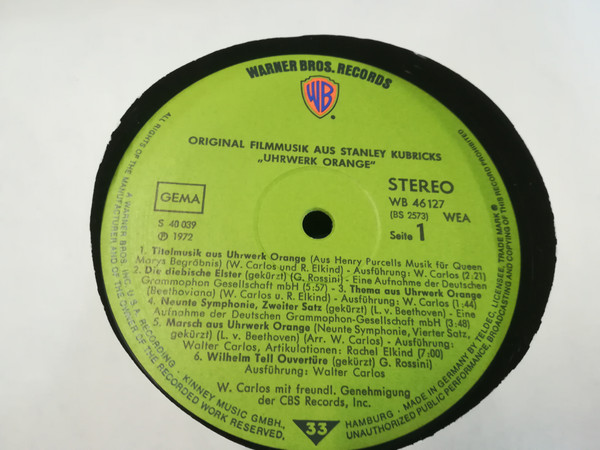 WARNER BROS. RECORDS
WB
ORIGINAL FILMMUSIK AUS STANLEY KUBRICKS
„UHRWERK ORANGE"
GEMA
S 40 039
Ⓟ 1972
STEREO
WB 46127
(BS 2573) WEA
Seite 1
1. Titelmusik aus Uhrwerk Orange (Aus Henry Purcells Musik für Queen
Marys Begräbnis) (W. Carlos und R. Elkind) - Ausführung: W. Carlos (2:21)
2. Die diebische Elster (gekürzt) (G. Rossini) - Eine Aufnahme der Deutschen
Grammophon Gesellschaft mbH (5:57) - 3. Thema aus Uhrwerk Orange
(Beethoviana) (W. Carlos u. R. Elkind) - Ausführung: W. Carlos (1:44)
4. Neunte Symphonie, Zweiter Satz (gekürzt) (L. v. Beethoven) - Eine
Aufnahme der Deutschen Grammophon-Gesellschaft mbH (3:48)
5. Marsch aus Uhrwerk Orange (Neunte Symphonie, Vierter Satz,
gekürzt) (L. v. Beethoven) (Arr. W. Carlos) - Ausführung:
Walter Carlos, Artikulationen: Rachel Elkind (7:00)
6. Wilhelm Tell Ouvertüre (gekürzt) G. Rossini)
Ausführung: Walter Carlos
W. Carlos mit freundl. Genehmigung
der CBS Records, Inc.
33
ALL RIGHTS OF THE MANUFACTURER AND OF THE OWNER OF THE RECORDED WORK RESERVED,
UNAUTHORIZED PUBLIC PERFORMANCE, BROADCASTING AND COPYING OF THIS RECORD PROHIBITED
A WARNER BROS. INC. U.S.A. RECORDING · KINNEY MUSIC GMBH.,
HAMBURG · MADE IN GERMANY BY TELDEC, LICENSEE, TRADE MARK